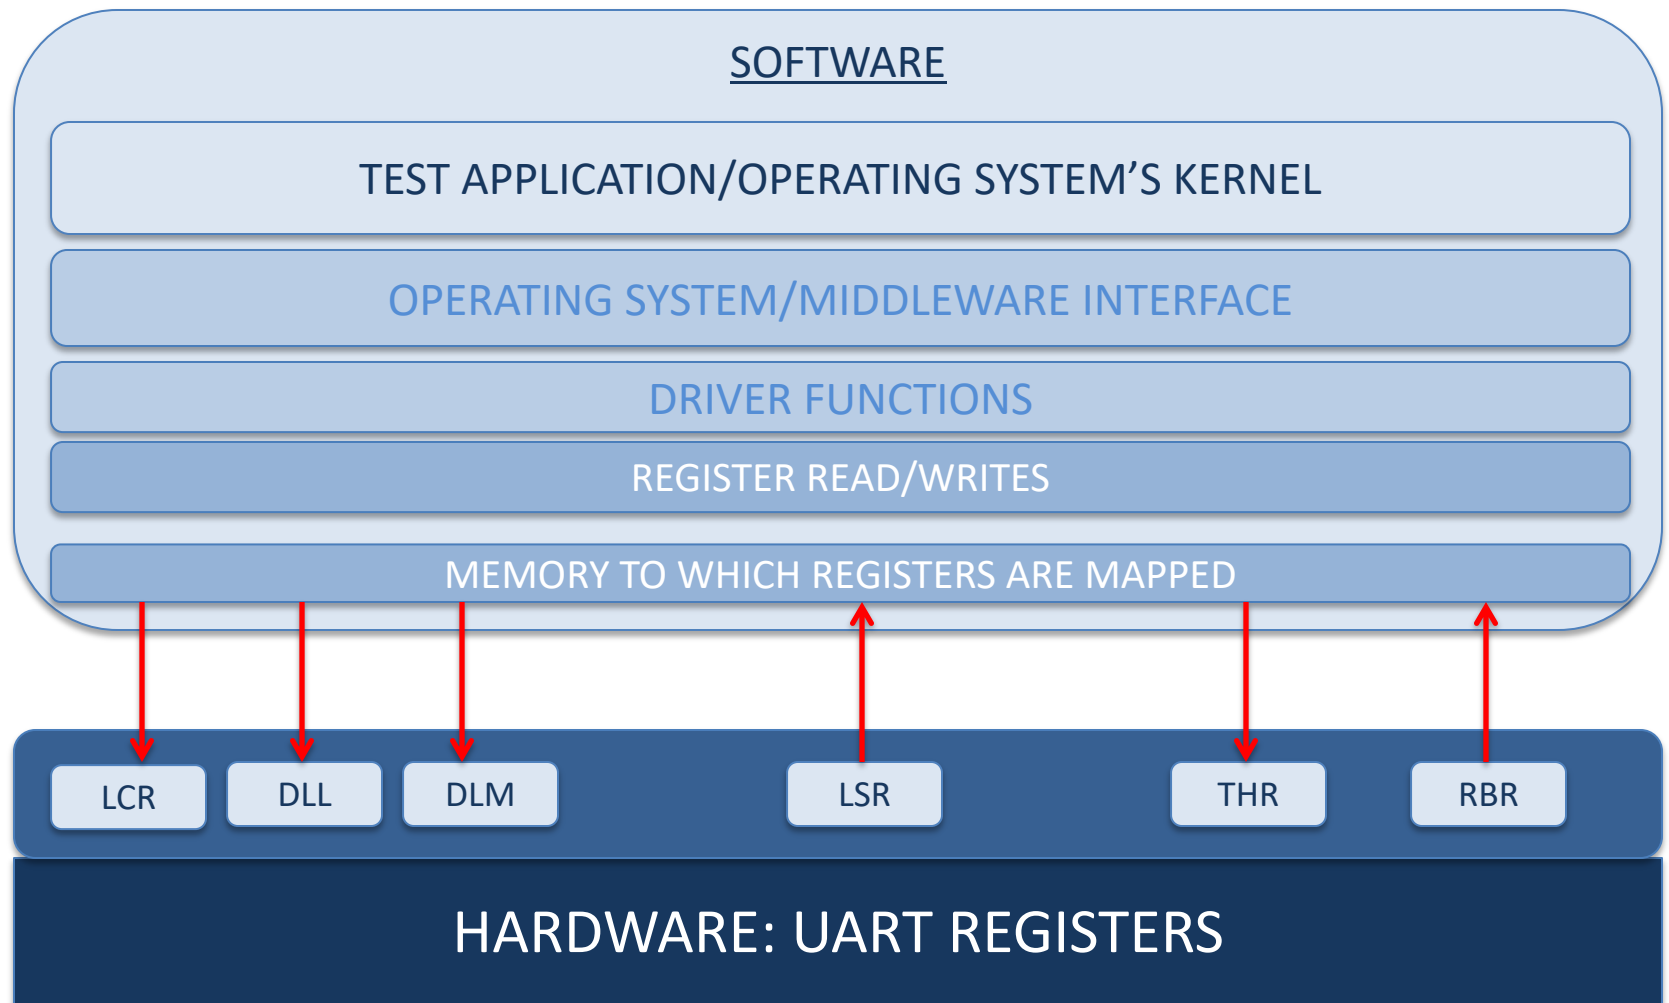 SOFTWARE
TEST APPLICATION/OPERATING SYSTEM’S KERNEL
OPERATING SYSTEM/MIDDLEWARE INTERFACE
DRIVER FUNCTIONS
REGISTER READ/WRITES
MEMORY TO WHICH REGISTERS ARE MAPPED
LCR
DLL
DLM
LSR
THR
RBR
HARDWARE: UART REGISTERS